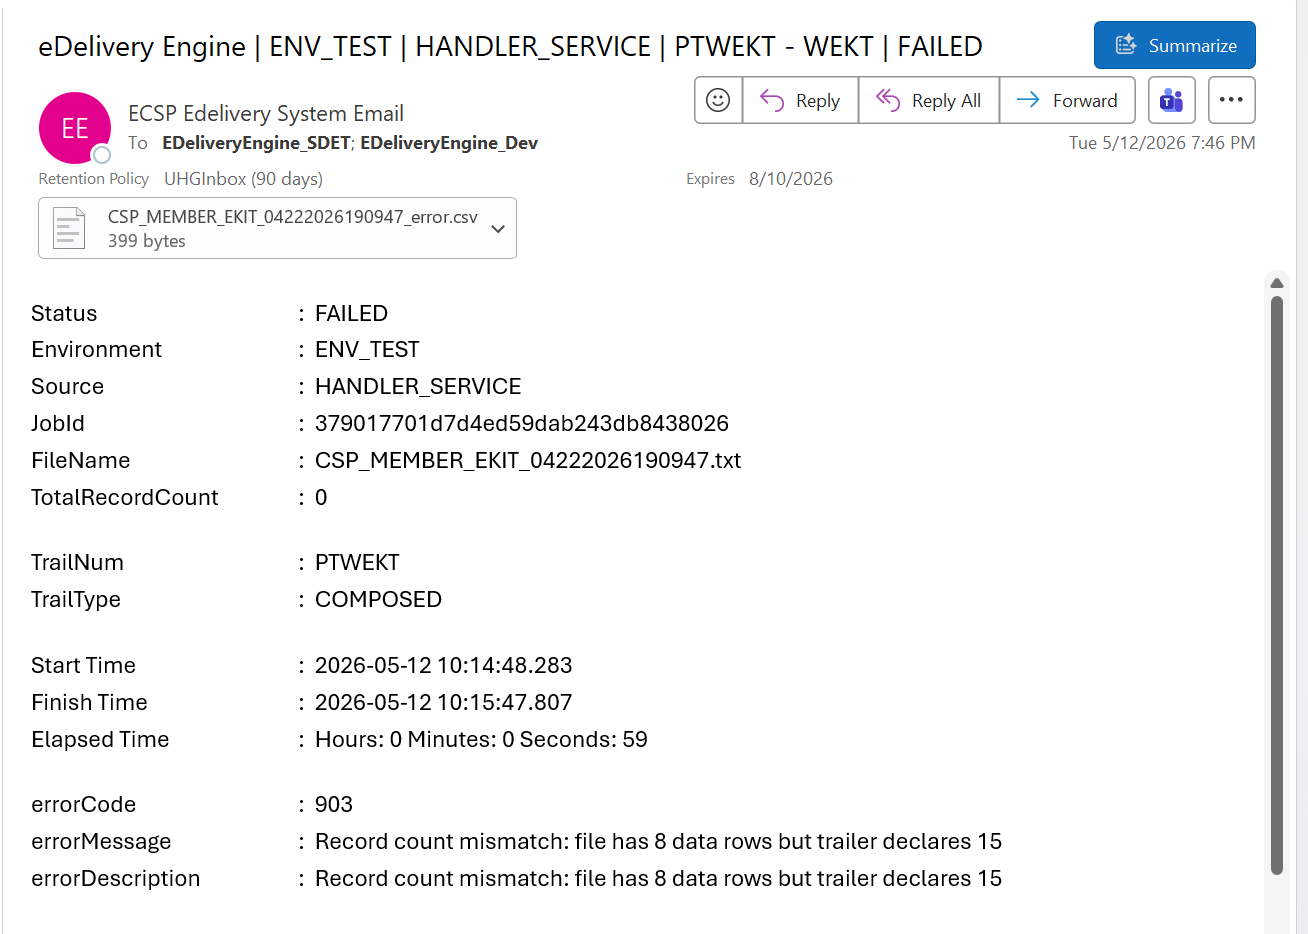 eDelivery Engine | ENV_TEST | HANDLER_SERVICE | PTWEKT - WEKT | FAILED
Summarize
EE
ECSP Edelivery System Email
Reply
Reply All
Forward
To EDeliveryEngine_SDET; EDeliveryEngine_Dev
Tue 5/12/2026 7:46 PM
Retention Policy UHGInbox (90 days)
Expires 8/10/2026
CSP_MEMBER_EKIT_04222026190947_error.csv
399 bytes
Status : FAILED
Environment : ENV_TEST
Source : HANDLER_SERVICE
JobId : 379017701d7d4ed59dab243db8438026
FileName : CSP_MEMBER_EKIT_04222026190947.txt
TotalRecordCount : 0
TrailNum : PTWEKT
TrailType : COMPOSED
Start Time : 2026-05-12 10:14:48.283
Finish Time : 2026-05-12 10:15:47.807
Elapsed Time : Hours: 0 Minutes: 0 Seconds: 59
errorCode : 903
errorMessage : Record count mismatch: file has 8 data rows but trailer declares 15
errorDescription : Record count mismatch: file has 8 data rows but trailer declares 15